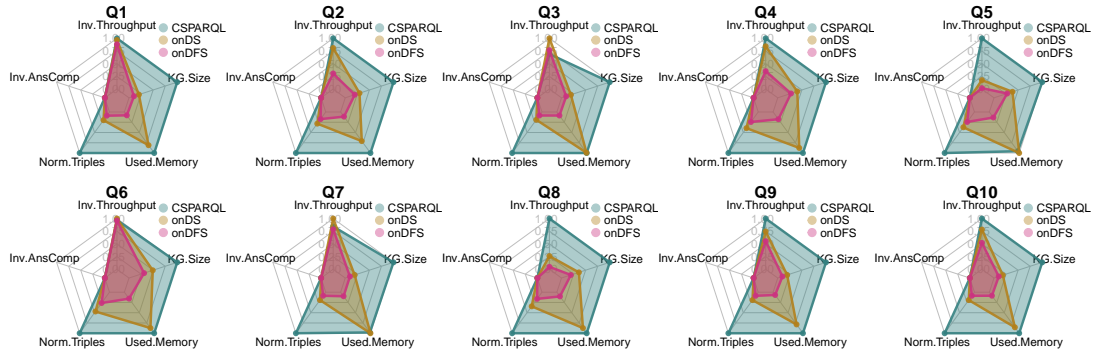 Q1
Inv.Throughput
CSPARQL
onDS
onDFS
Inv.AnsComp
KG.Size
Norm.Triples
Used.Memory
Q2
Inv.Throughput
CSPARQL
onDS
onDFS
Inv.AnsComp
KG.Size
Norm.Triples
Used.Memory
Q3
Inv.Throughput
CSPARQL
onDS
onDFS
Inv.AnsComp
KG.Size
Norm.Triples
Used.Memory
Q4
Inv.Throughput
CSPARQL
onDS
onDFS
Inv.AnsComp
KG.Size
Norm.Triples
Used.Memory
Q5
Inv.Throughput
CSPARQL
onDS
onDFS
Inv.AnsComp
KG.Size
Norm.Triples
Used.Memory
Q6
Inv.Throughput
CSPARQL
onDS
onDFS
Inv.AnsComp
KG.Size
Norm.Triples
Used.Memory
Q7
Inv.Throughput
CSPARQL
onDS
onDFS
Inv.AnsComp
KG.Size
Norm.Triples
Used.Memory
Q8
Inv.Throughput
CSPARQL
onDS
onDFS
Inv.AnsComp
KG.Size
Norm.Triples
Used.Memory
Q9
Inv.Throughput
CSPARQL
onDS
onDFS
Inv.AnsComp
KG.Size
Norm.Triples
Used.Memory
Q10
Inv.Throughput
CSPARQL
onDS
onDFS
Inv.AnsComp
KG.Size
Norm.Triples
Used.Memory